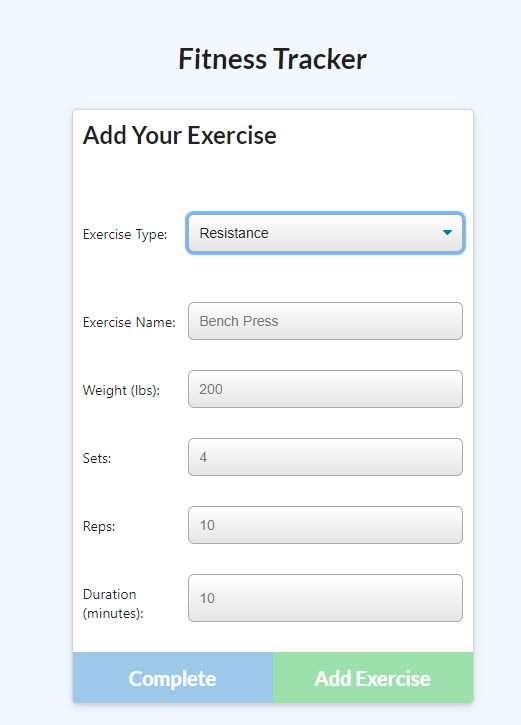 Fitness Tracker
Add Your Exercise
Exercise Type: Resistance
Exercise Name: Bench Press
Weight (lbs): 200
Sets: 4
Reps: 10
Duration
(minutes): 10
Complete Add Exercise